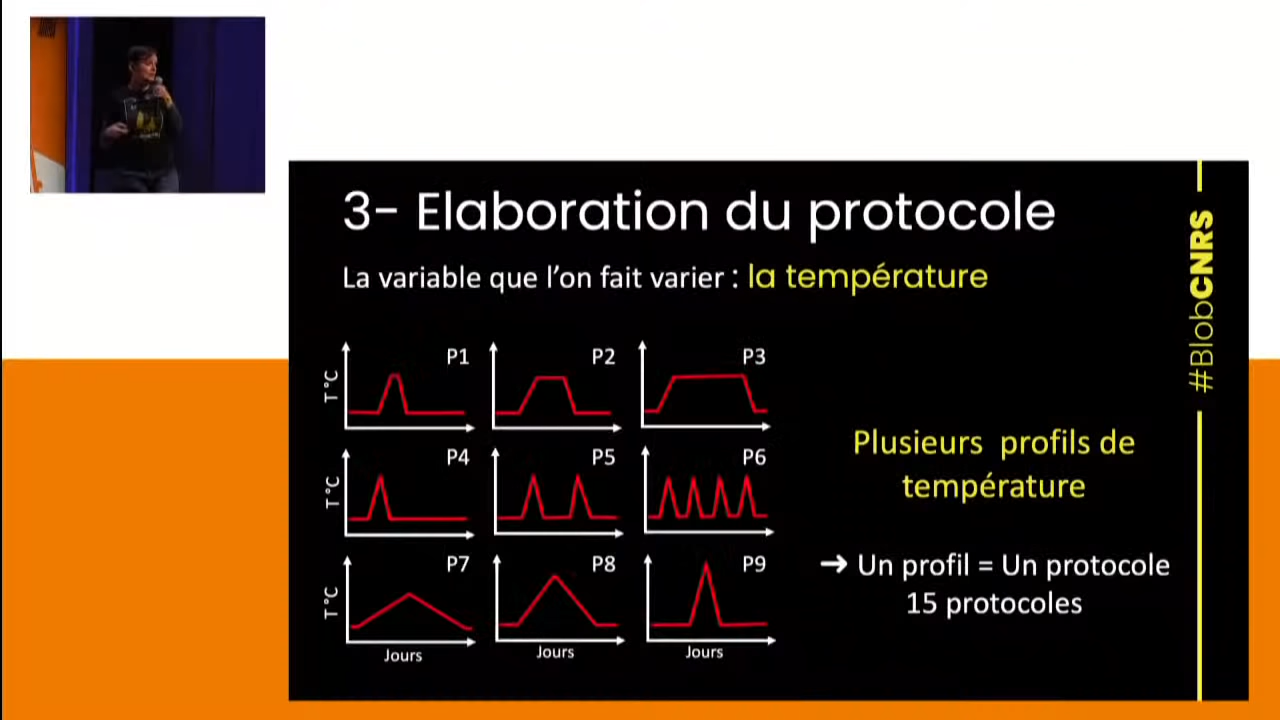 3- Elaboration du protocole
La variable que l'on fait varier : la température
T°C
P1
P2
P3
T°C
P4
P5
P6
T°C
P7
P8
P9
Jours
Jours
Jours
Plusieurs profils de
température
→ Un profil = Un protocole
15 protocoles
#BlobCNRS